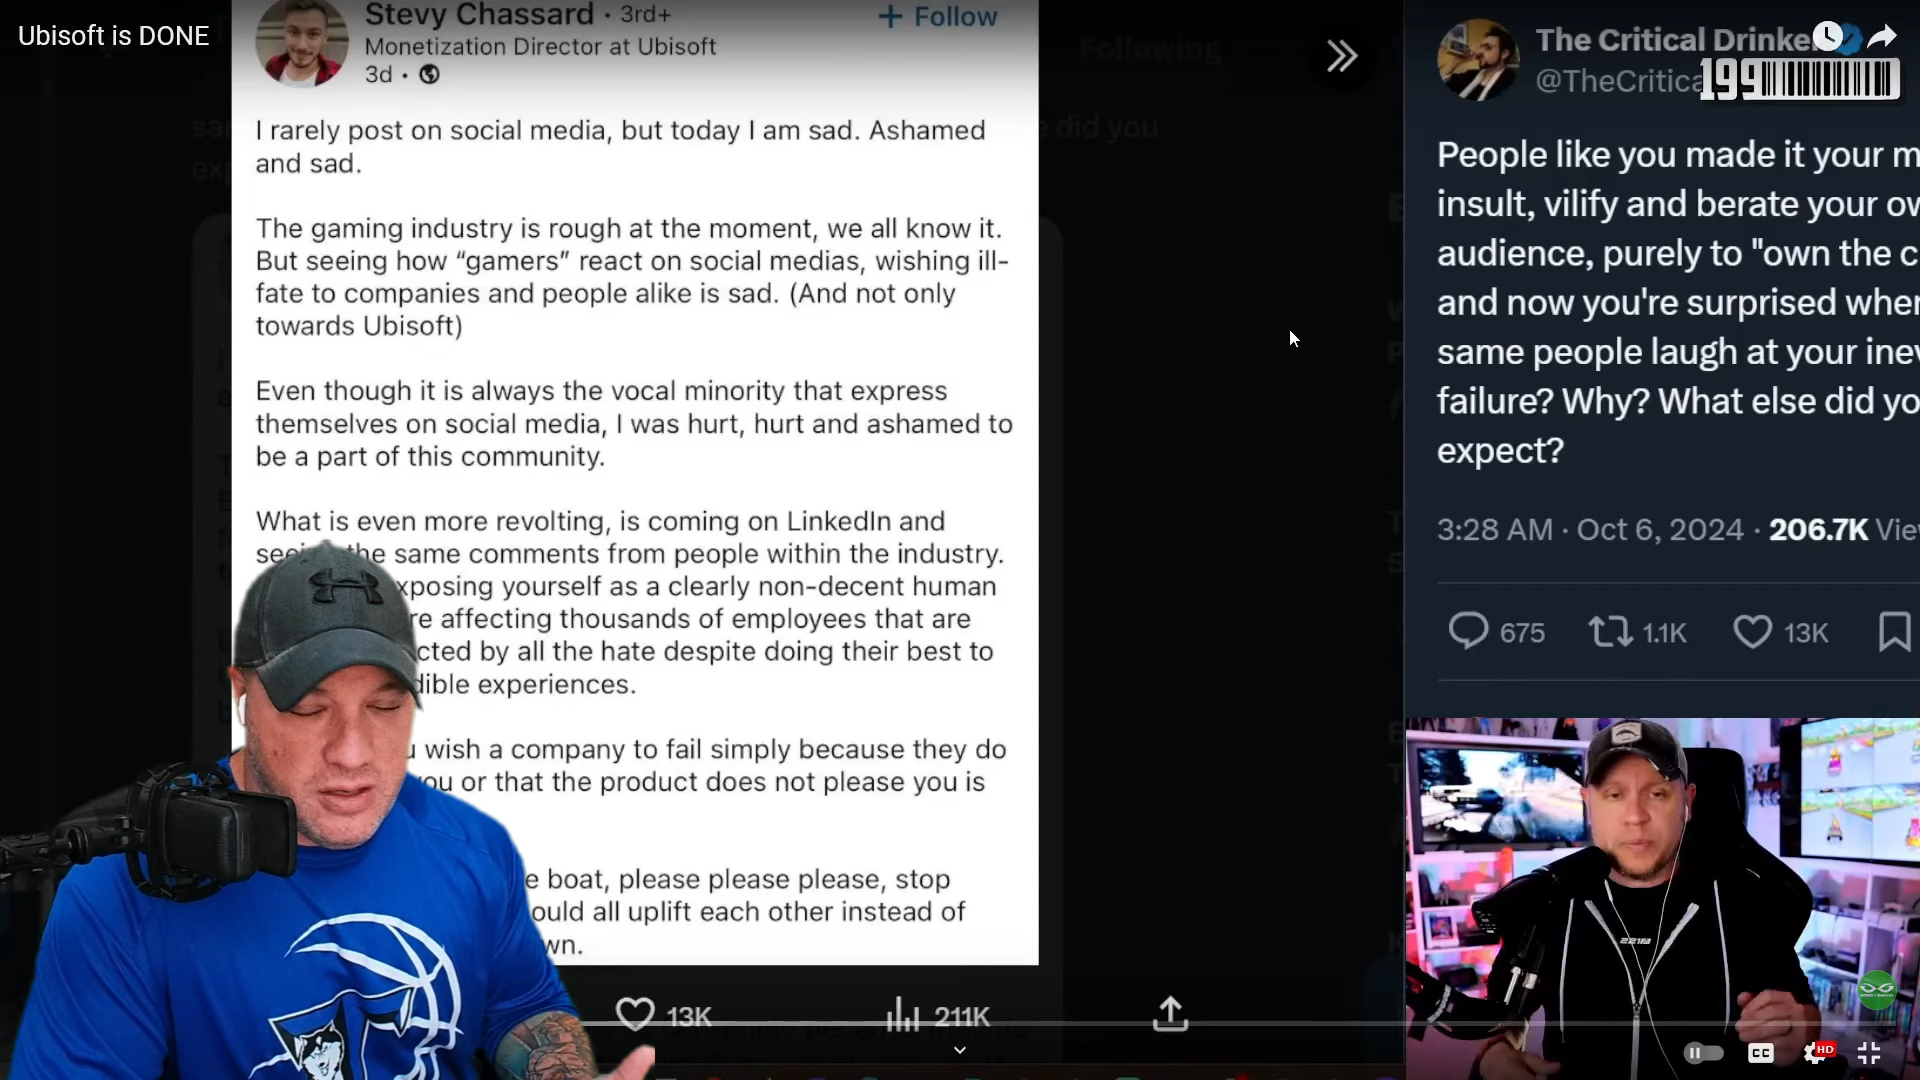 Ubisoft is DONE
Stevy Chassard · 3rd+
+ Follow
Monetization Director at Ubisoft
3d ·
I rarely post on social media, but today I am sad. Ashamed
and sad.
The gaming industry is rough at the moment, we all know it.
But seeing how “gamers” react on social medias, wishing ill-
fate to companies and people alike is sad. (And not only
towards Ubisoft)
Even though it is always the vocal minority that express
themselves on social media, I was hurt, hurt and ashamed to
be a part of this community.
What is even more revolting, is coming on LinkedIn and
the same comments from people within the industry.
xposing yourself as a clearly non-decent human
re affecting thousands of employees that are
cted by all the hate despite doing their best to
dible experiences.
u wish a company to fail simply because they do
ou or that the product does not please you is
e boat, please please please, stop
ould all uplift each other instead of
wn.
13K
211K
Following
did you
The Critical Drinke
@TheCritica
199
People like you made it your m
insult, vilify and berate your ow
audience, purely to "own the c
and now you're surprised when
same people laugh at your inev
failure? Why? What else did yo
expect?
3:28 AM · Oct 6, 2024 · 206.7K Vie
675
1.1K
13K
CC
HD